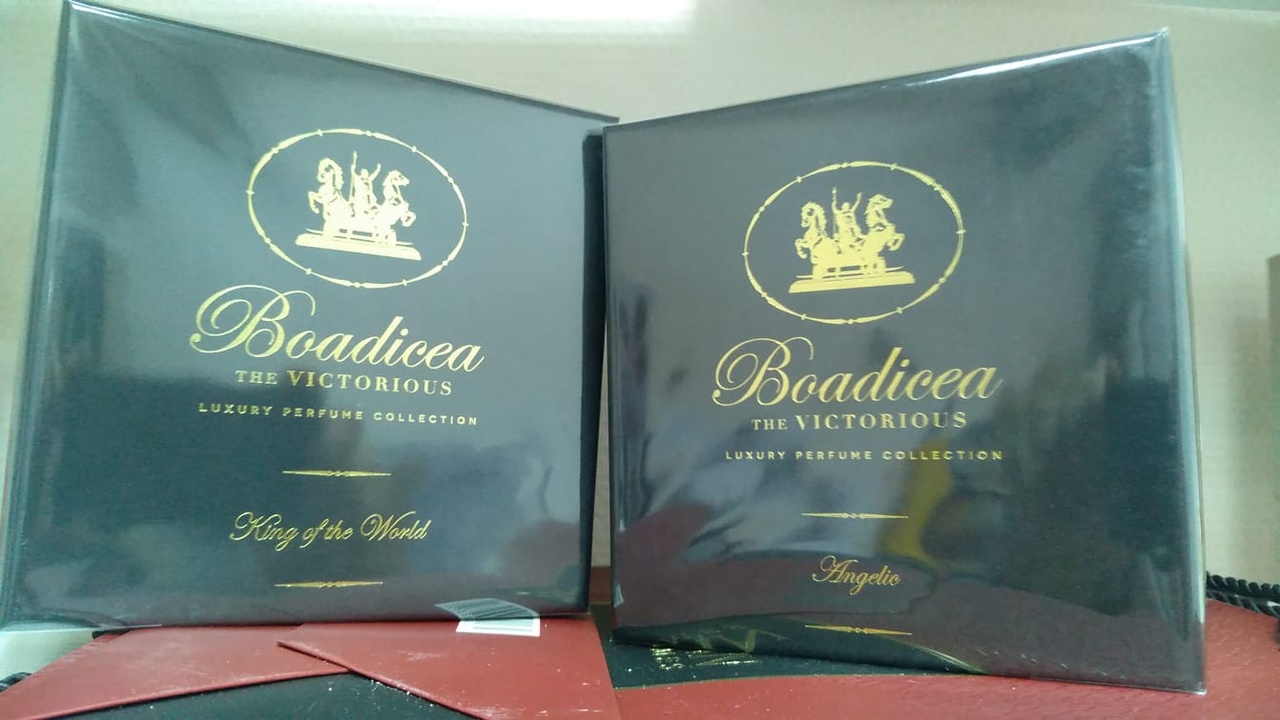 Boadicea
THE VICTORIOUS
LUXURY PERFUME COLLECTION
King of the World
Boadicea
THE VICTORIOUS
LUXURY PERFUME COLLECTION
Angelic